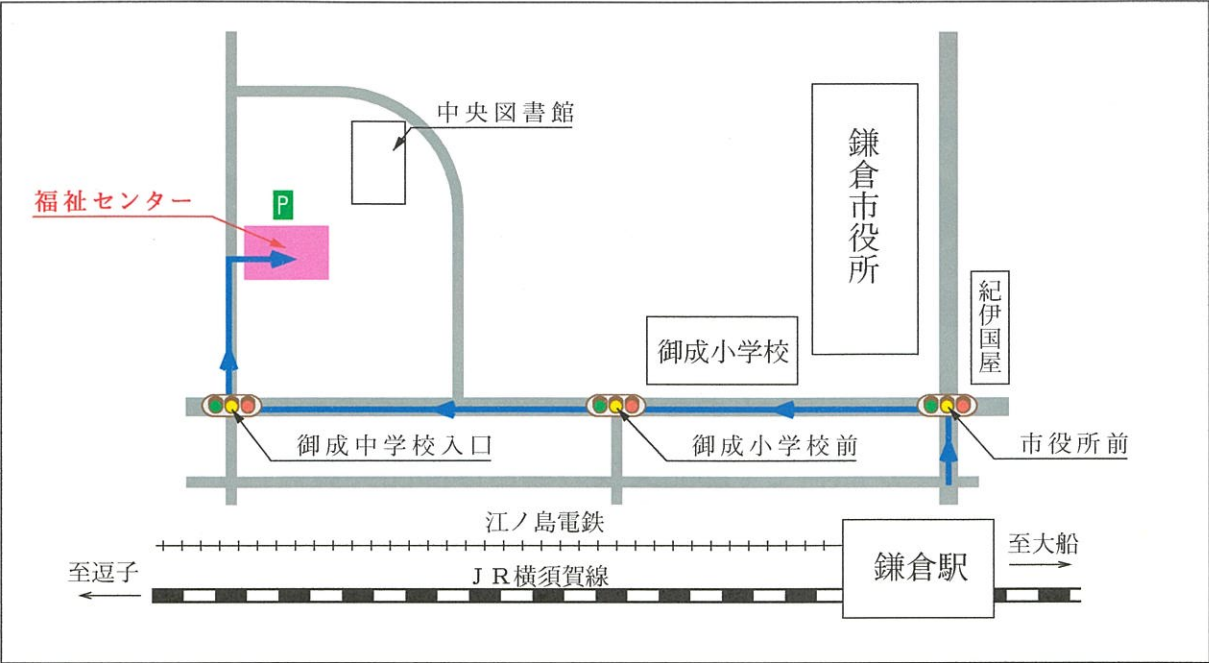 中央図書館
鎌倉市役所
福祉センター
P
紀伊国屋
御成小学校
御成中学校入口
御成小学校前
市役所前
江ノ島電鉄
至逗子
JR横須賀線
鎌倉駅
至大船